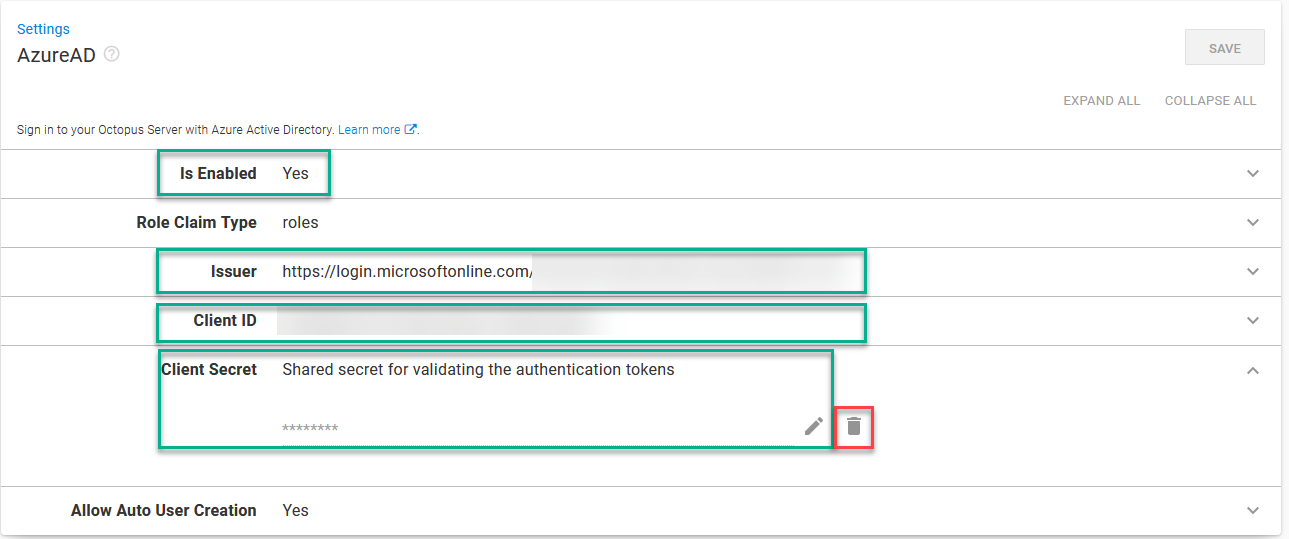 Settings
AzureAD
SAVE
EXPAND ALL COLLAPSE ALL
Sign in to your Octopus Server with Azure Active Directory. Learn more .
Is Enabled Yes
Role Claim Type roles
Issuer https://login.microsoftonline.com/
Client ID
Client Secret Shared secret for validating the authentication tokens
********
Allow Auto User Creation Yes